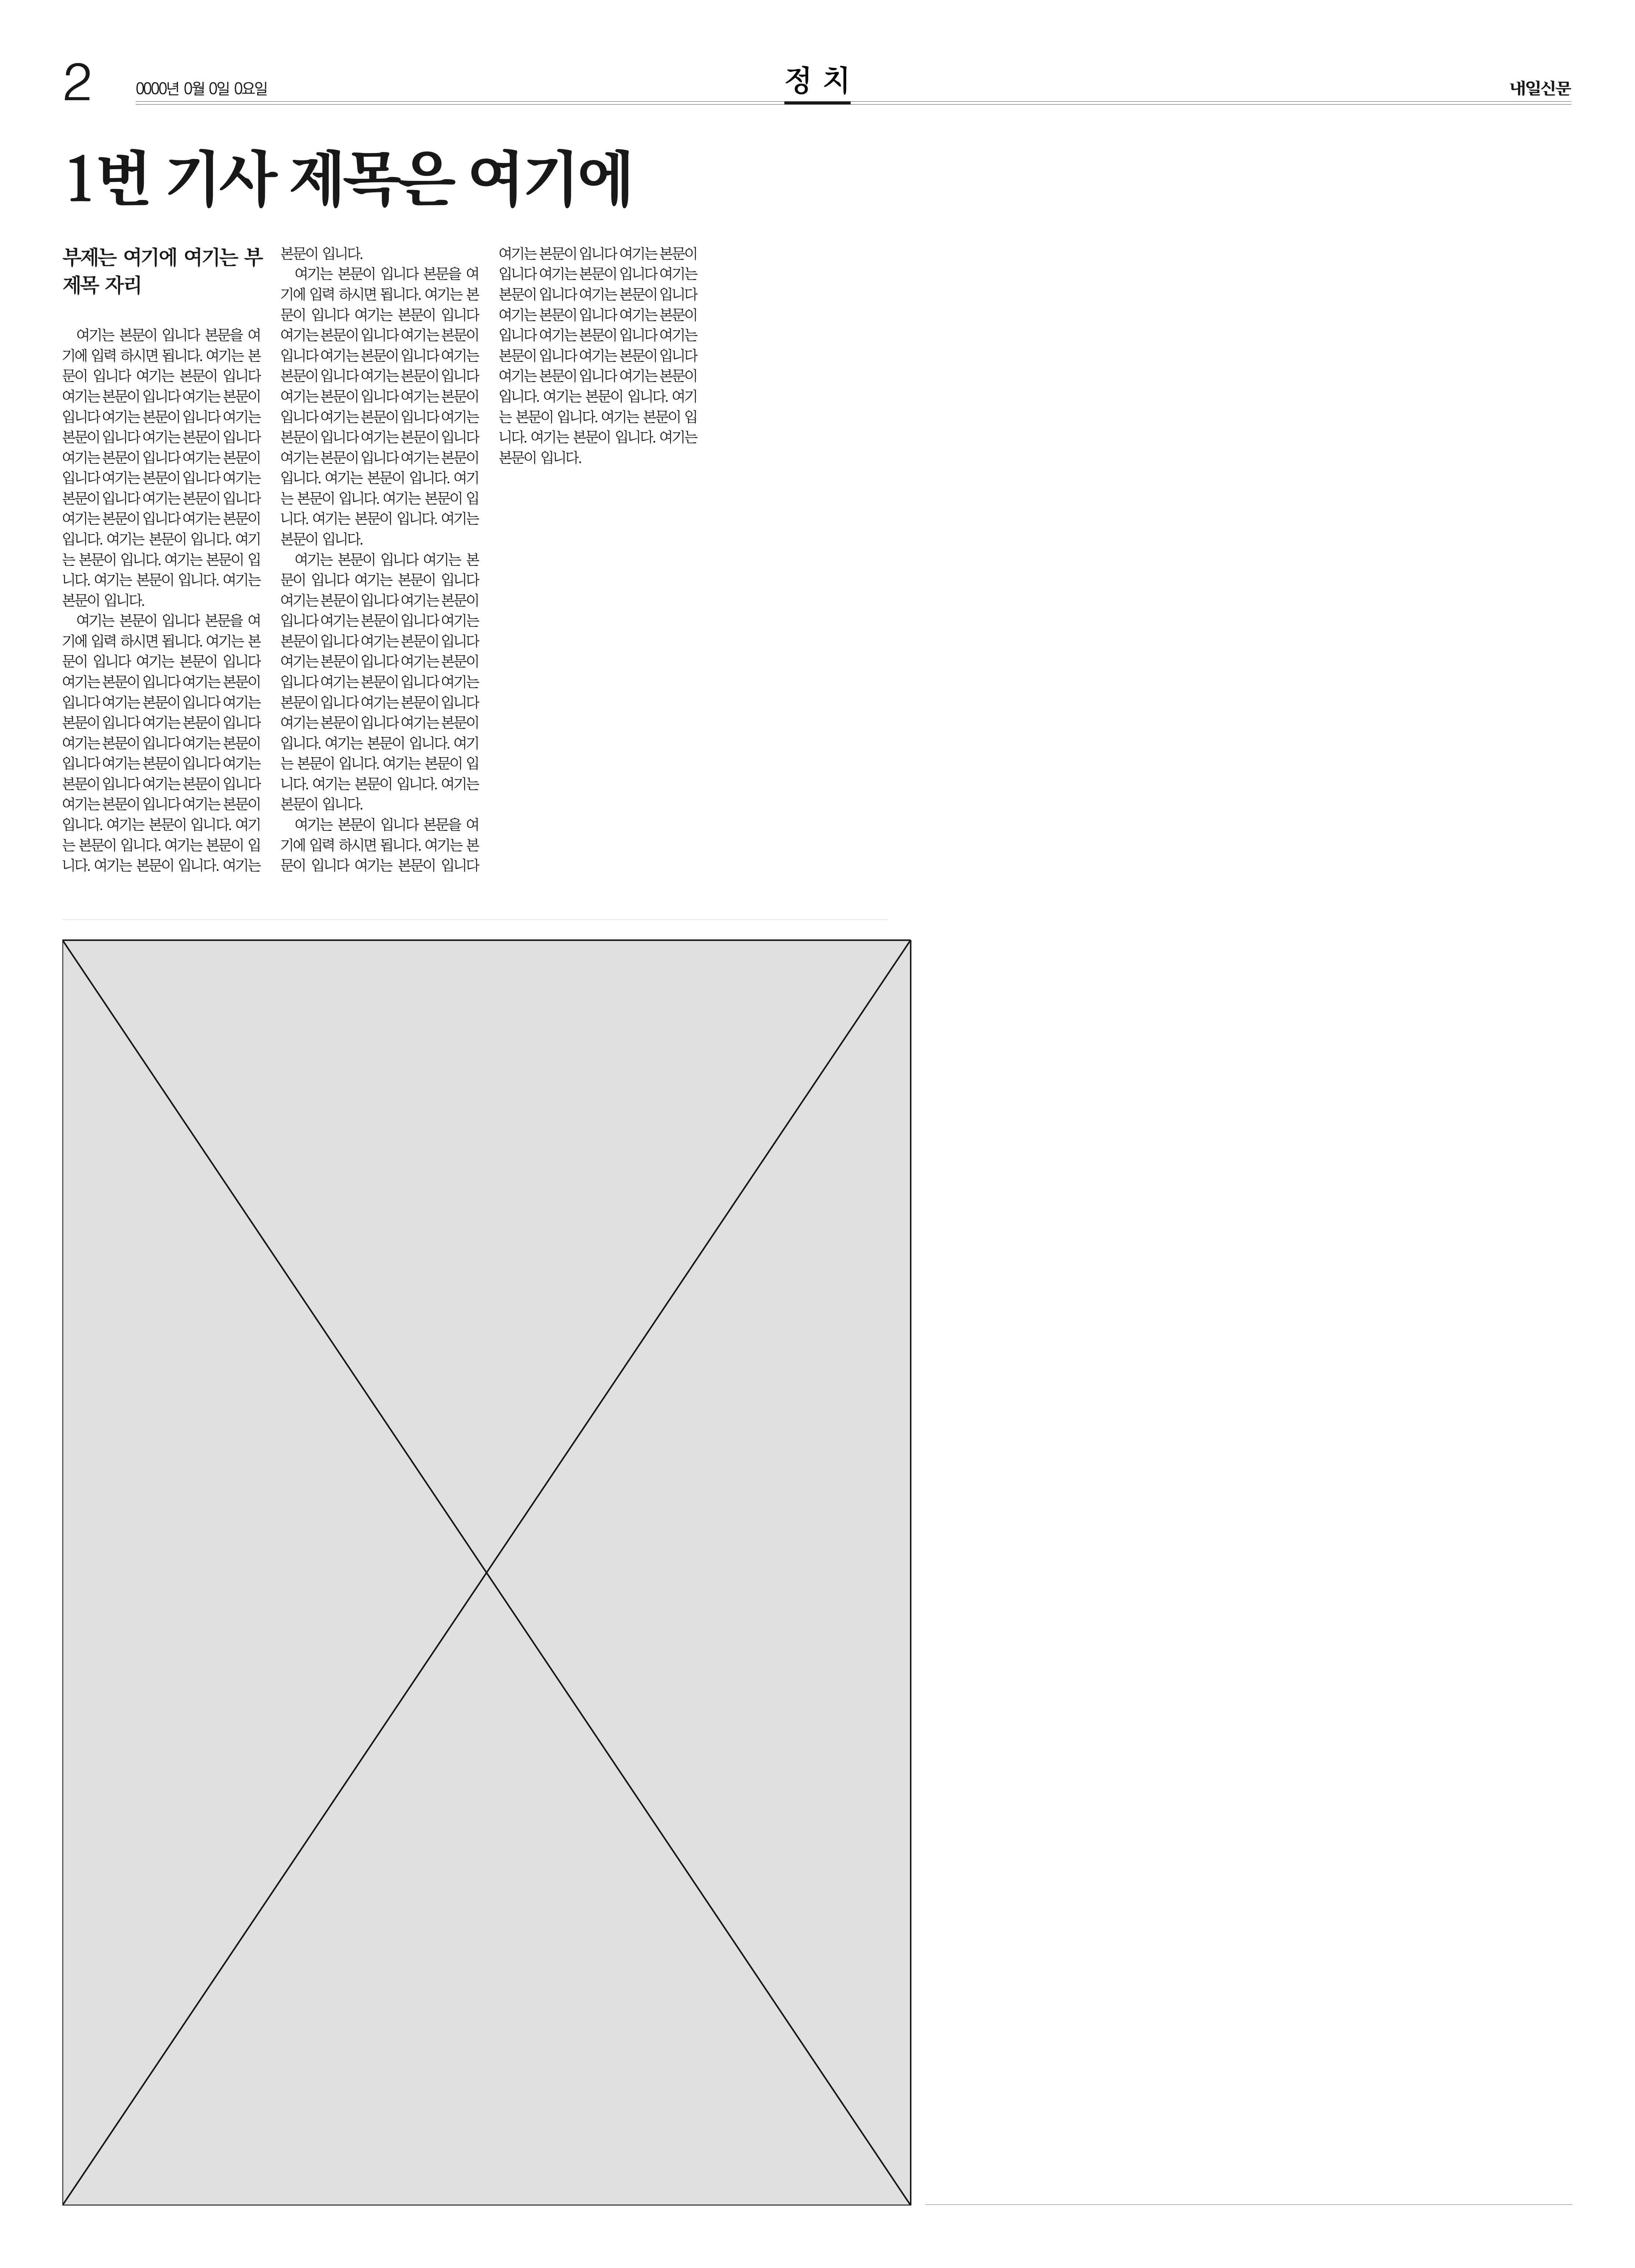 2
0000년 0월 0일 0요일
정 치
내일신문
1번 기사 제목은 여기에
부제는 여기에 여기는 부
제목 자리
여기는 본문이 입니다 본문을 여
기에 입력 하시면 됩니다. 여기는 본
문이 입니다 여기는 본문이 입니다
여기는 본문이 입니다 여기는 본문이
입니다 여기는 본문이 입니다 여기는
본문이 입니다 여기는 본문이 입니다
여기는 본문이 입니다 여기는 본문이
입니다 여기는 본문이 입니다 여기는
본문이 입니다 여기는 본문이 입니다
여기는 본문이 입니다 여기는 본문이
입니다. 여기는 본문이 입니다. 여기
는 본문이 입니다. 여기는 본문이 입
니다. 여기는 본문이 입니다. 여기는
본문이 입니다.
여기는 본문이 입니다 본문을 여
기에 입력 하시면 됩니다. 여기는 본
문이 입니다 여기는 본문이 입니다
여기는 본문이 입니다 여기는 본문이
입니다 여기는 본문이 입니다 여기는
본문이 입니다 여기는 본문이 입니다
여기는 본문이 입니다 여기는 본문이
입니다 여기는 본문이 입니다 여기는
본문이 입니다 여기는 본문이 입니다
여기는 본문이 입니다 여기는 본문이
입니다. 여기는 본문이 입니다. 여기
는 본문이 입니다. 여기는 본문이 입
니다. 여기는 본문이 입니다. 여기는
본문이 입니다.
여기는 본문이 입니다 본문을 여
기에 입력 하시면 됩니다. 여기는 본
문이 입니다 여기는 본문이 입니다
여기는 본문이 입니다 여기는 본문이
입니다 여기는 본문이 입니다 여기는
본문이 입니다 여기는 본문이 입니다
여기는 본문이 입니다 여기는 본문이
입니다 여기는 본문이 입니다 여기는
본문이 입니다 여기는 본문이 입니다
여기는 본문이 입니다 여기는 본문이
입니다. 여기는 본문이 입니다. 여기
는 본문이 입니다. 여기는 본문이 입
니다. 여기는 본문이 입니다. 여기는
본문이 입니다.
여기는 본문이 입니다 여기는 본
문이 입니다 여기는 본문이 입니다
여기는 본문이 입니다 여기는 본문이
입니다 여기는 본문이 입니다 여기는
본문이 입니다 여기는 본문이 입니다
여기는 본문이 입니다 여기는 본문이
입니다 여기는 본문이 입니다 여기는
본문이 입니다 여기는 본문이 입니다
여기는 본문이 입니다 여기는 본문이
입니다. 여기는 본문이 입니다. 여기
는 본문이 입니다. 여기는 본문이 입
니다. 여기는 본문이 입니다. 여기는
본문이 입니다.
여기는 본문이 입니다 본문을 여
기에 입력 하시면 됩니다. 여기는 본
문이 입니다 여기는 본문이 입니다
여기는 본문이 입니다 여기는 본문이
입니다 여기는 본문이 입니다 여기는
본문이 입니다 여기는 본문이 입니다
여기는 본문이 입니다 여기는 본문이
입니다 여기는 본문이 입니다 여기는
본문이 입니다 여기는 본문이 입니다
여기는 본문이 입니다 여기는 본문이
입니다. 여기는 본문이 입니다. 여기
는 본문이 입니다. 여기는 본문이 입
니다. 여기는 본문이 입니다. 여기는
본문이 입니다.